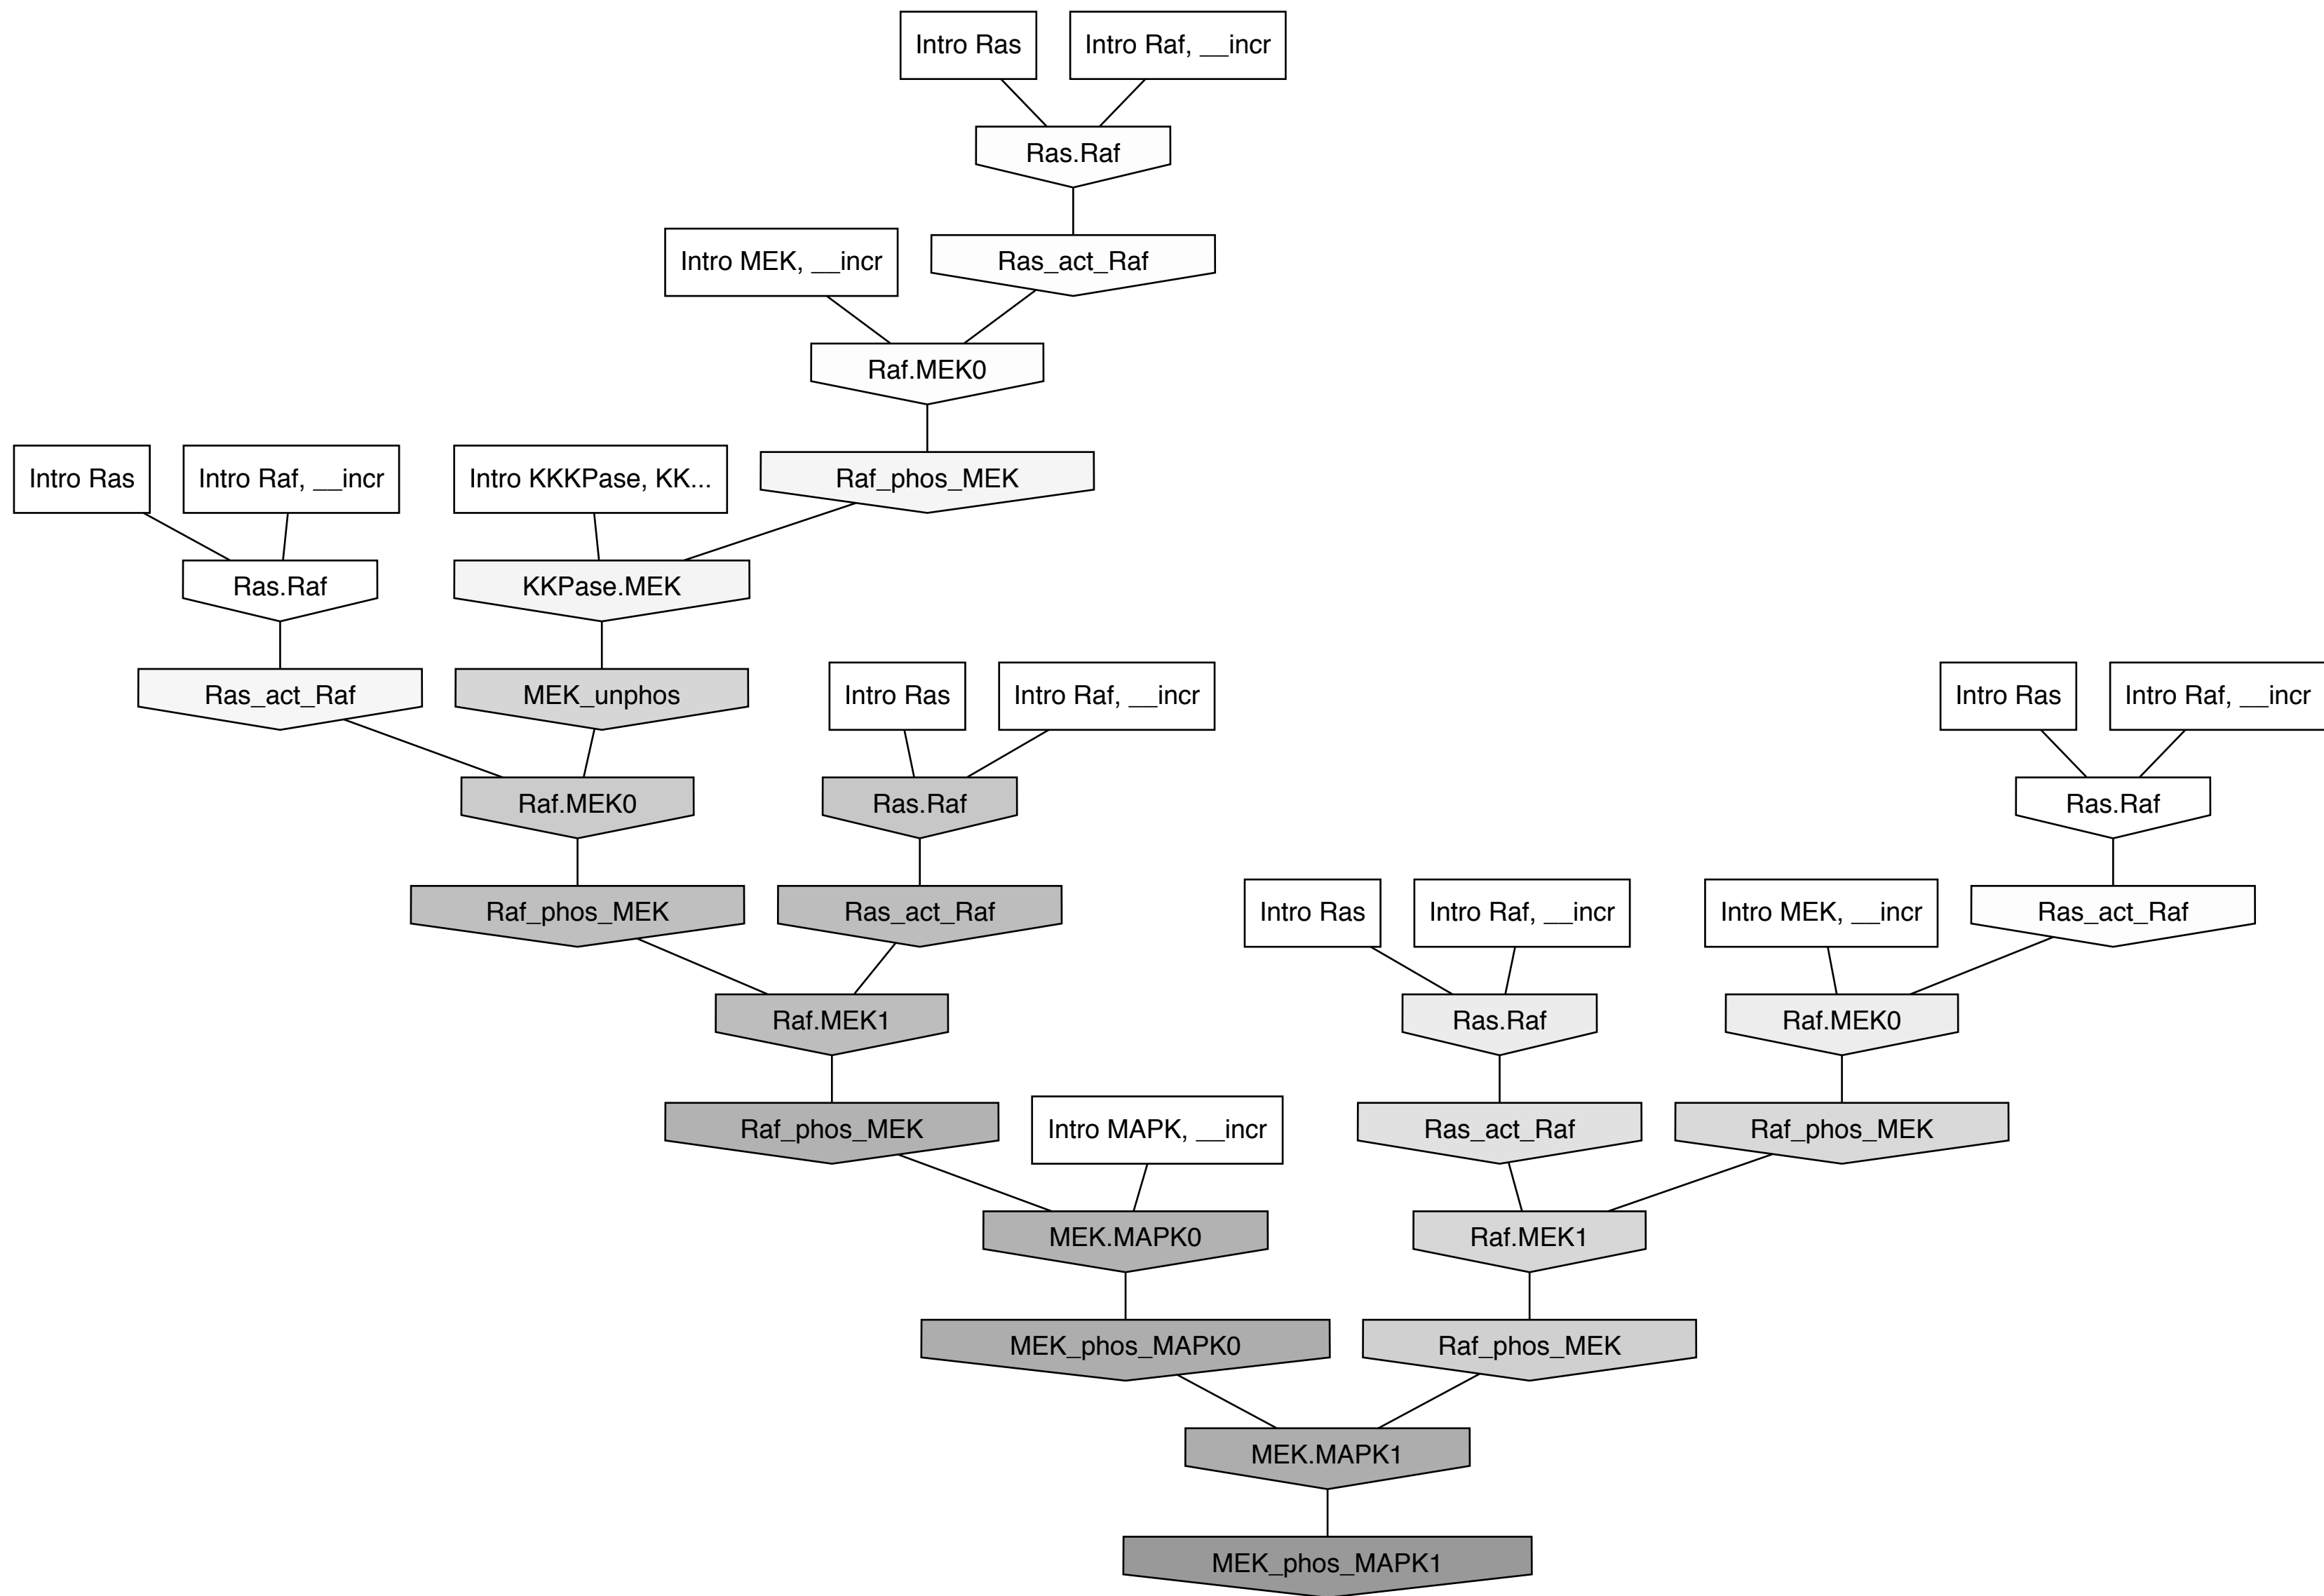 Intro Ras
Intro Raf, __incr
Ras.Raf
Intro MEK, __incr
Ras_act_Raf
Raf.MEK0
Intro Ras
Intro Raf, __incr
Intro KKKPase, KK...
Raf_phos_MEK
Ras.Raf
KKPase.MEK
Ras_act_Raf
MEK_unphos
Intro Ras
Intro Raf, __incr
Intro Ras
Intro Raf, __incr
Raf.MEK0
Ras.Raf
Ras.Raf
Raf_phos_MEK
Ras_act_Raf
Intro Ras
Intro Raf, __incr
Intro MEK, __incr
Ras_act_Raf
Raf.MEK1
Ras.Raf
Raf.MEK0
Raf_phos_MEK
Intro MAPK, __incr
Ras_act_Raf
Raf_phos_MEK
MEK.MAPK0
Raf.MEK1
MEK_phos_MAPK0
Raf_phos_MEK
MEK.MAPK1
MEK_phos_MAPK1